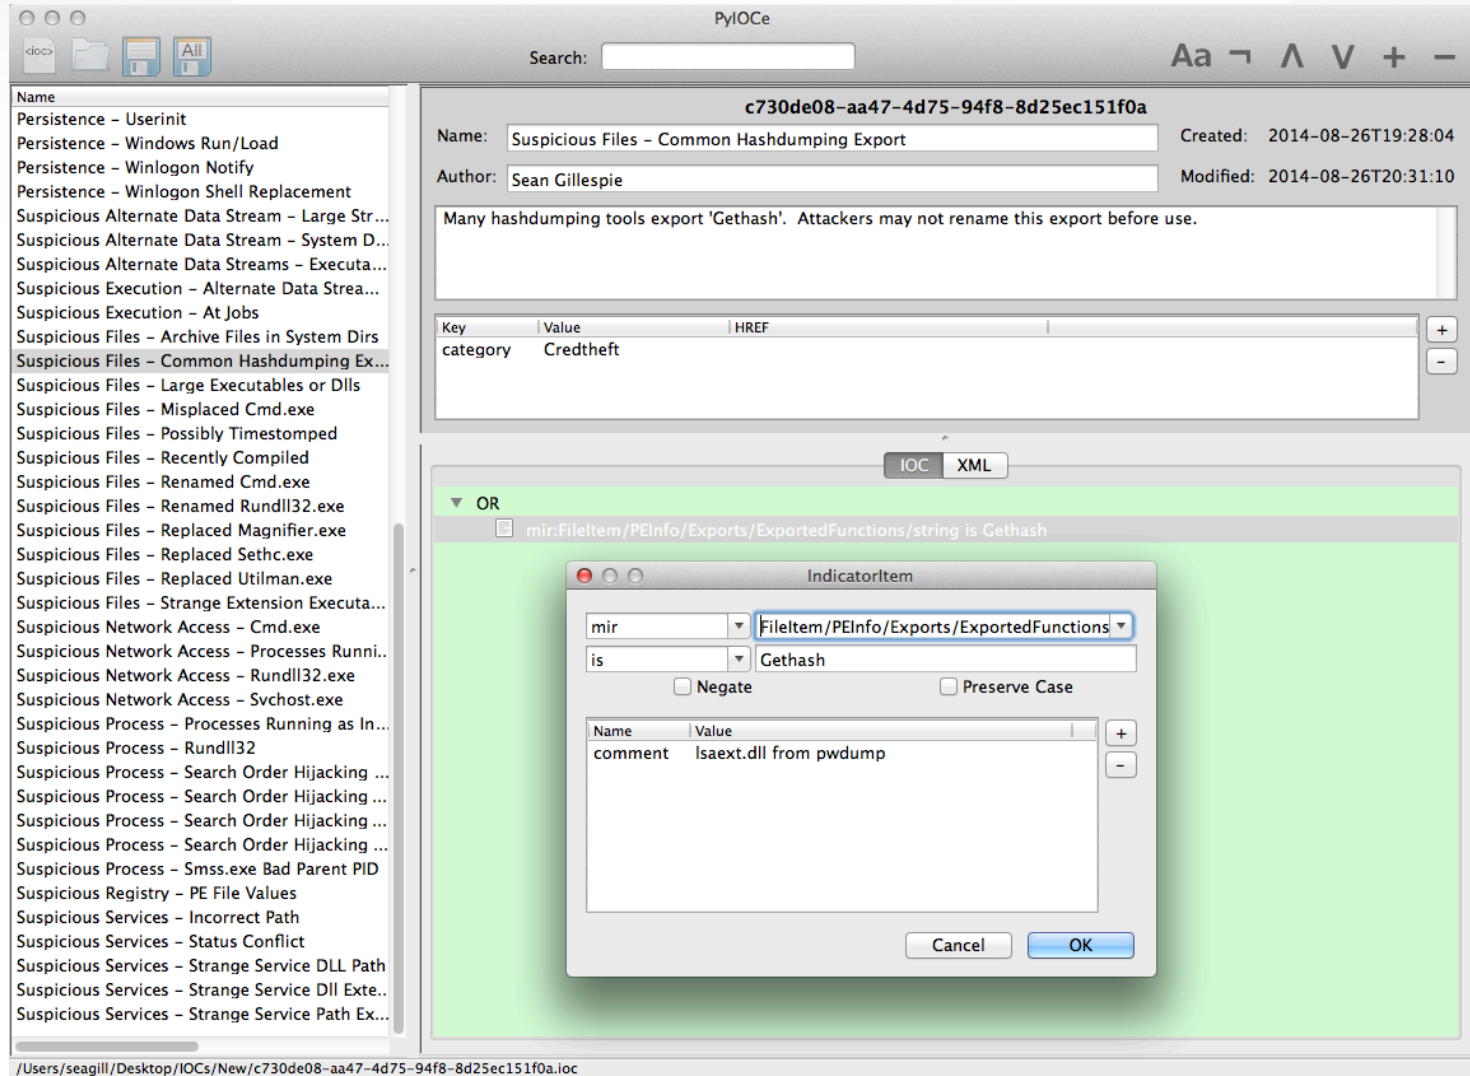 PyIOCe
<ioc>
All
Search:
Aa ¬ Λ V + −
Name
Persistence – Userinit
Persistence – Windows Run/Load
Persistence – Winlogon Notify
Persistence – Winlogon Shell Replacement
Suspicious Alternate Data Stream – Large Str...
Suspicious Alternate Data Stream – System D...
Suspicious Alternate Data Streams – Executa...
Suspicious Execution – Alternate Data Strea...
Suspicious Execution – At Jobs
Suspicious Files – Archive Files in System Dirs
Suspicious Files – Common Hashdumping Ex...
Suspicious Files – Large Executables or Dlls
Suspicious Files – Misplaced Cmd.exe
Suspicious Files – Possibly Timestomped
Suspicious Files – Recently Compiled
Suspicious Files – Renamed Cmd.exe
Suspicious Files – Renamed Rundll32.exe
Suspicious Files – Replaced Magnifier.exe
Suspicious Files – Replaced Sethc.exe
Suspicious Files – Replaced Utilman.exe
Suspicious Files – Strange Extension Executa...
Suspicious Network Access – Cmd.exe
Suspicious Network Access – Processes Runni..
Suspicious Network Access – Rundll32.exe
Suspicious Network Access – Svchost.exe
Suspicious Process – Processes Running as In...
Suspicious Process – Rundll32
Suspicious Process – Search Order Hijacking ...
Suspicious Process – Search Order Hijacking ...
Suspicious Process – Search Order Hijacking ...
Suspicious Process – Search Order Hijacking ...
Suspicious Process – Smss.exe Bad Parent PID
Suspicious Registry – PE File Values
Suspicious Services – Incorrect Path
Suspicious Services – Status Conflict
Suspicious Services – Strange Service DLL Path
Suspicious Services – Strange Service Dll Exte..
Suspicious Services – Strange Service Path Ex...
c730de08-aa47-4d75-94f8-8d25ec151f0a
Name: Suspicious Files – Common Hashdumping Export
Created: 2014-08-26T19:28:04
Author: Sean Gillespie
Modified: 2014-08-26T20:31:10
Many hashdumping tools export 'Gethash'. Attackers may not rename this export before use.
Key Value HREF
category Credtheft
+
-
IOC XML
OR
mir:FileItem/PEInfo/Exports/ExportedFunctions/string is Gethash
IndicatorItem
mir FileItem/PEInfo/Exports/ExportedFunctions
is Gethash
Negate Preserve Case
Name Value
comment lsaext.dll from pwdump
+
-
Cancel OK
/Users/seagill/Desktop/IOCs/New/c730de08-aa47-4d75-94f8-8d25ec151f0a.ioc